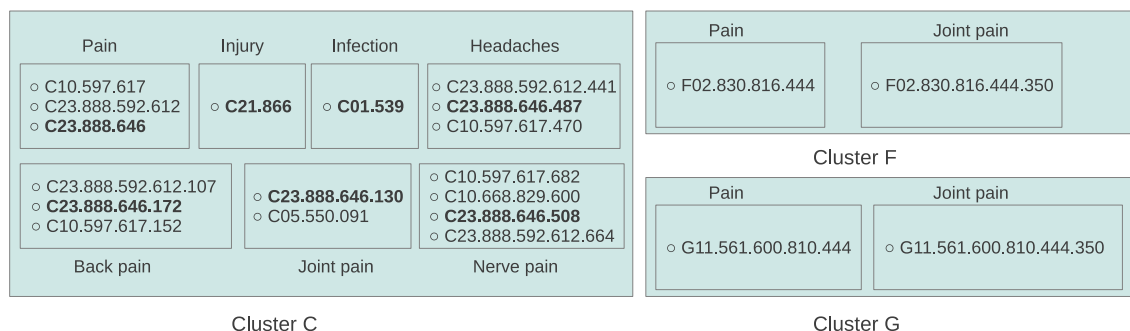 Pain
Injury
Infection
Headaches
○ C10.597.617
○ C23.888.592.612
○ C23.888.646
○ C21.866
○ C01.539
○ C23.888.592.612.441
○ C23.888.646.487
○ C10.597.617.470
○ C23.888.592.612.107
○ C23.888.646.172
○ C10.597.617.152
○ C23.888.646.130
○ C05.550.091
○ C10.597.617.682
○ C10.668.829.600
○ C23.888.646.508
○ C23.888.592.612.664
Back pain
Joint pain
Nerve pain
Cluster C
Pain
Joint pain
○ F02.830.816.444
○ F02.830.816.444.350
Cluster F
Pain
Joint pain
○ G11.561.600.810.444
○ G11.561.600.810.444.350
Cluster G